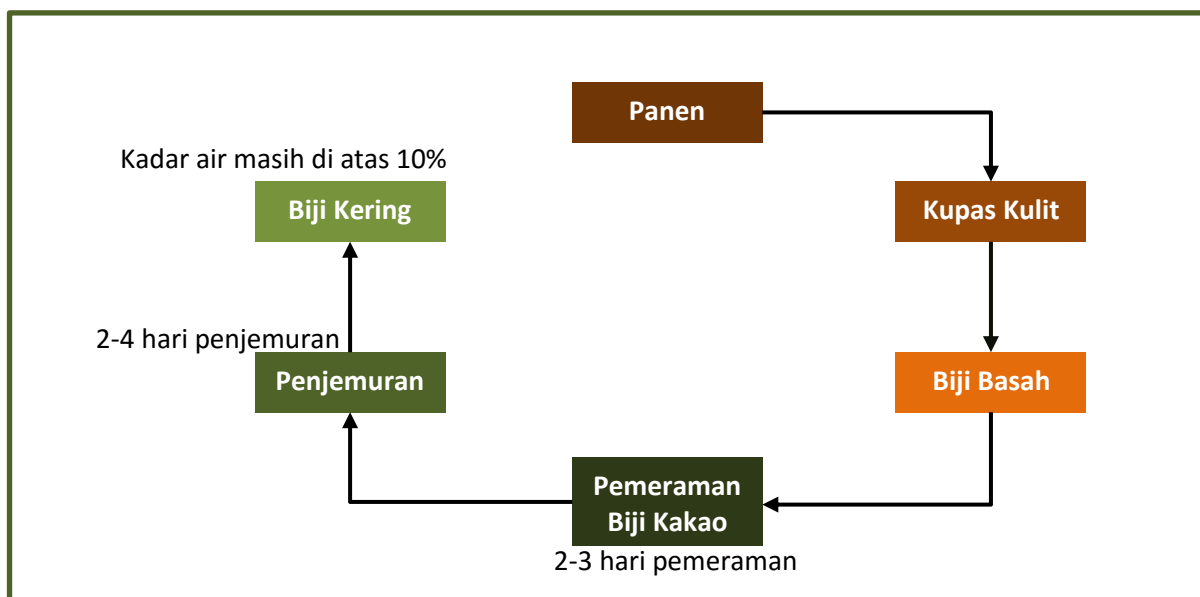 Panen
Kupas Kulit
Biji Basah
Pemeraman
Biji Kakao
2-3 hari pemeraman
Penjemuran
2-4 hari penjemuran
Biji Kering
Kadar air masih di atas 10%